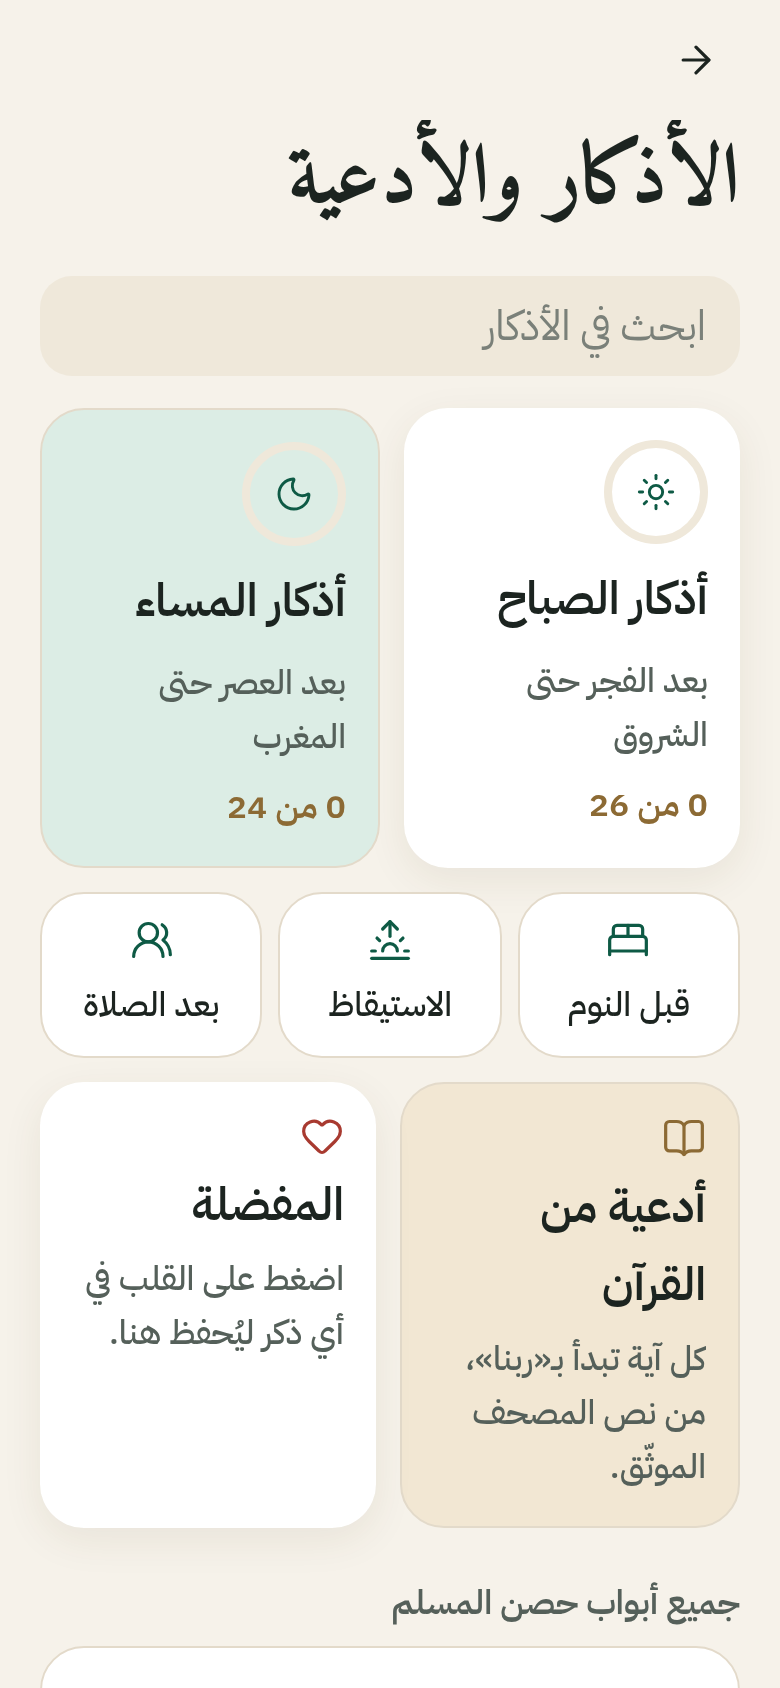 الأذكار والأدعية
ابحث في الأذكار
أذكار الصباح
بعد الفجر حتى
الشروق
0 من 26
أذكار المساء
بعد العصر حتى
المغرب
0 من 24
قبل النوم
الاستيقاظ
بعد الصلاة
أدعية من
القرآن
كل آية تبدأ بـ«ربنا»،
من نص المصحف
الموثّق.
المفضلة
اضغط على القلب في
أي ذكر ليُحفظ هنا.
جميع أبواب حصن المسلم